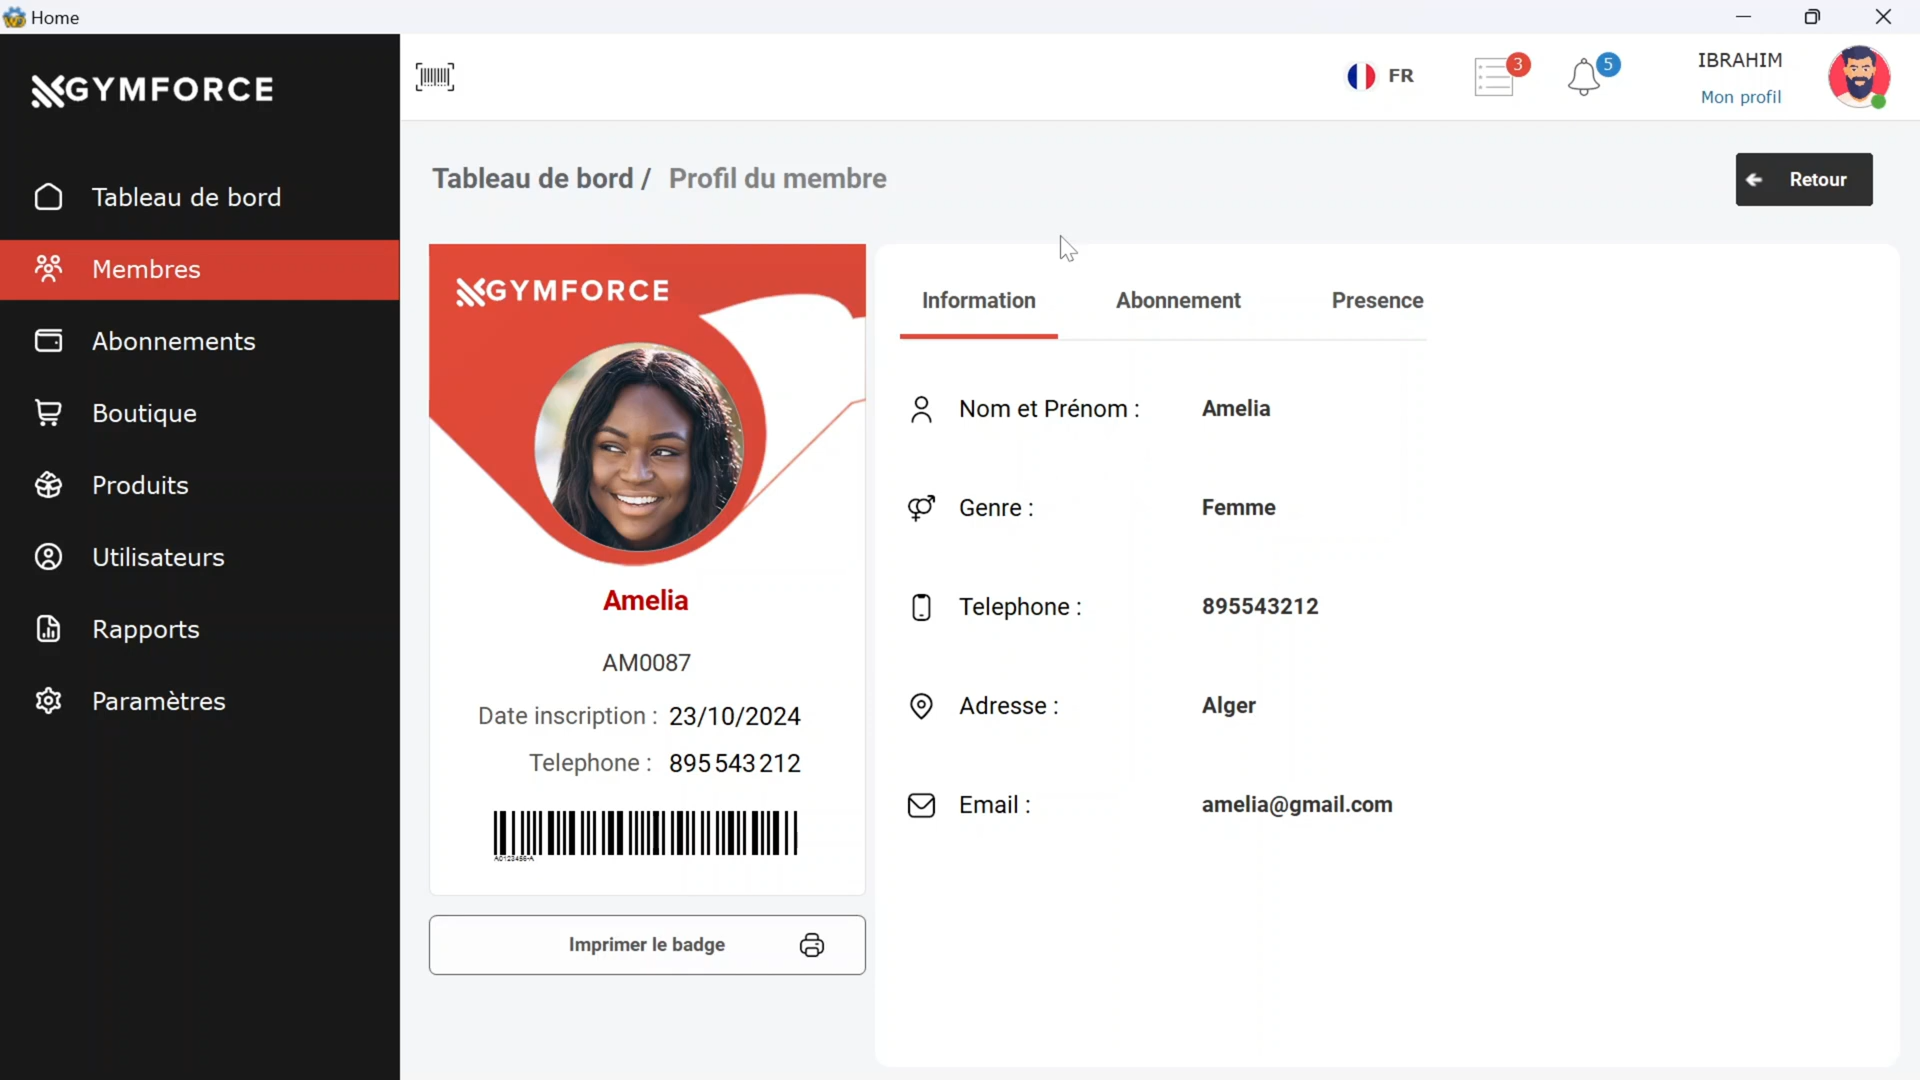 Home
GYMFORCE
Tableau de bord
Membres
Abonnements
Boutique
Produits
Utilisateurs
Rapports
Paramètres
FR
3
5
IBRAHIM
Mon profil
Tableau de bord / Profil du membre
Retour
GYMFORCE
Amelia
AM0087
Date inscription : 23/10/2024
Telephone : 895 543 212
A0123456-A
Imprimer le badge
Information Abonnement Presence
Nom et Prénom : Amelia
Genre : Femme
Telephone : 895543212
Adresse : Alger
Email : amelia@gmail.com